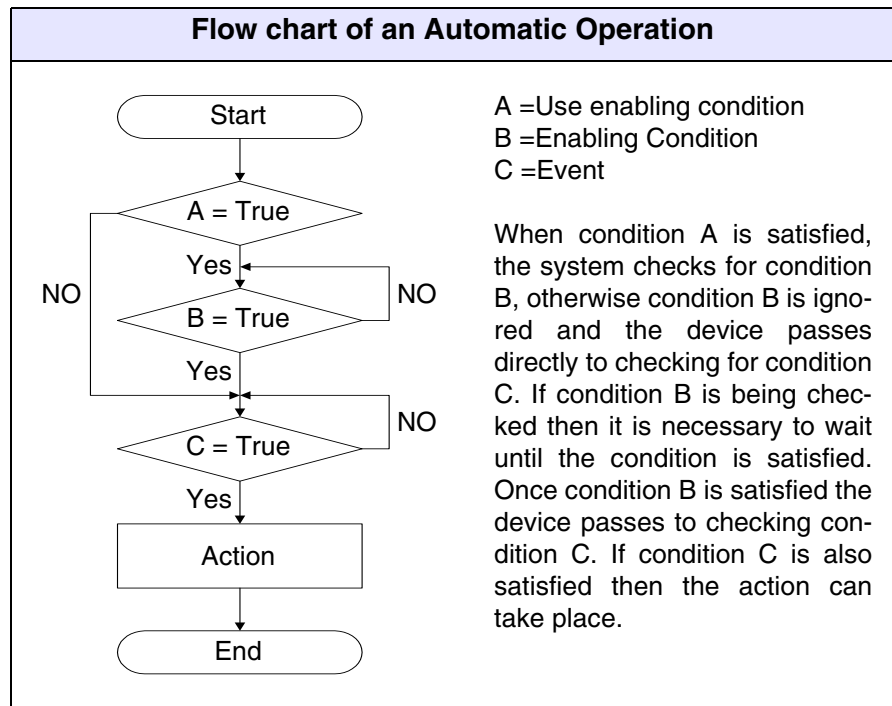 Flow chart of an Automatic Operation
Start
A = True
Yes
NO
NO
B = True
Yes
NO
C = True
Yes
Action
End
A =Use enabling condition
B =Enabling Condition
C =Event
When condition A is satisfied,
the system checks for condition
B, otherwise condition B is igno-
red and the device passes
directly to checking for condition
C. If condition B is being chec-
ked then it is necessary to wait
until the condition is satisfied.
Once condition B is satisfied the
device passes to checking con-
dition C. If condition C is also
satisfied then the action can
take place.